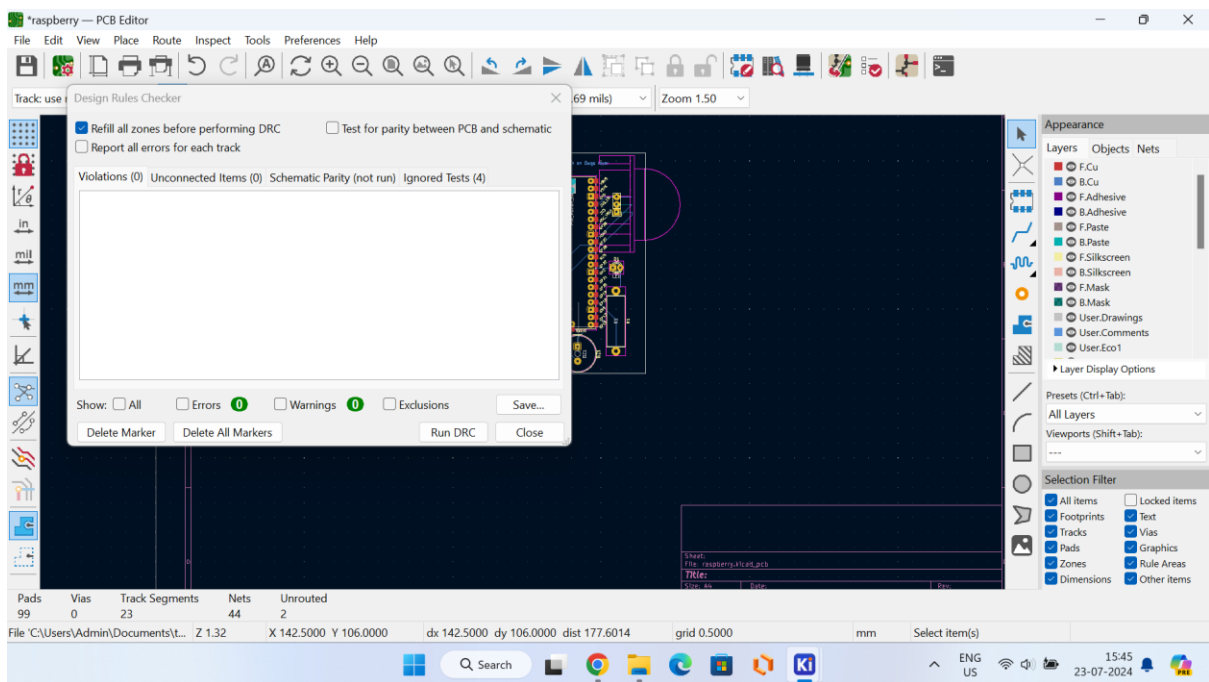 *raspberry — PCB Editor
File Edit View Place Route Inspect Tools Preferences Help
Track: use
.69 mils)
Zoom 1.50
Design Rules Checker
Refill all zones before performing DRC
Test for parity between PCB and schematic
Report all errors for each track
Violations (0) Unconnected Items (0) Schematic Parity (not run) Ignored Tests (4)
Show: All Errors 0 Warnings 0 Exclusions Save...
Delete Marker Delete All Markers Run DRC Close
in
mil
mm
Appearance
Layers Objects Nets
F.Cu
B.Cu
F.Adhesive
B.Adhesive
F.Paste
B.Paste
F.Silkscreen
B.Silkscreen
F.Mask
B.Mask
User.Drawings
User.Comments
User.Eco1
Layer Display Options
Presets (Ctrl+Tab):
All Layers
Viewports (Shift+Tab):
---
Selection Filter
All items Locked items
Footprints Text
Tracks Vias
Pads Graphics
Zones Rule Areas
Dimensions Other items
Sheet:
File: raspberry.kicad_pcb
Title:
Size: A4 Date: Rev:
Pads Vias Track Segments Nets Unrouted
99 0 23 44 2
File 'C:\Users\Admin\Documents\t... Z 1.32 X 142.5000 Y 106.0000 dx 142.5000 dy 106.0000 dist 177.6014 grid 0.5000 mm Select item(s)
Search
Ki
ENG
US
15:45
23-07-2024
PRE